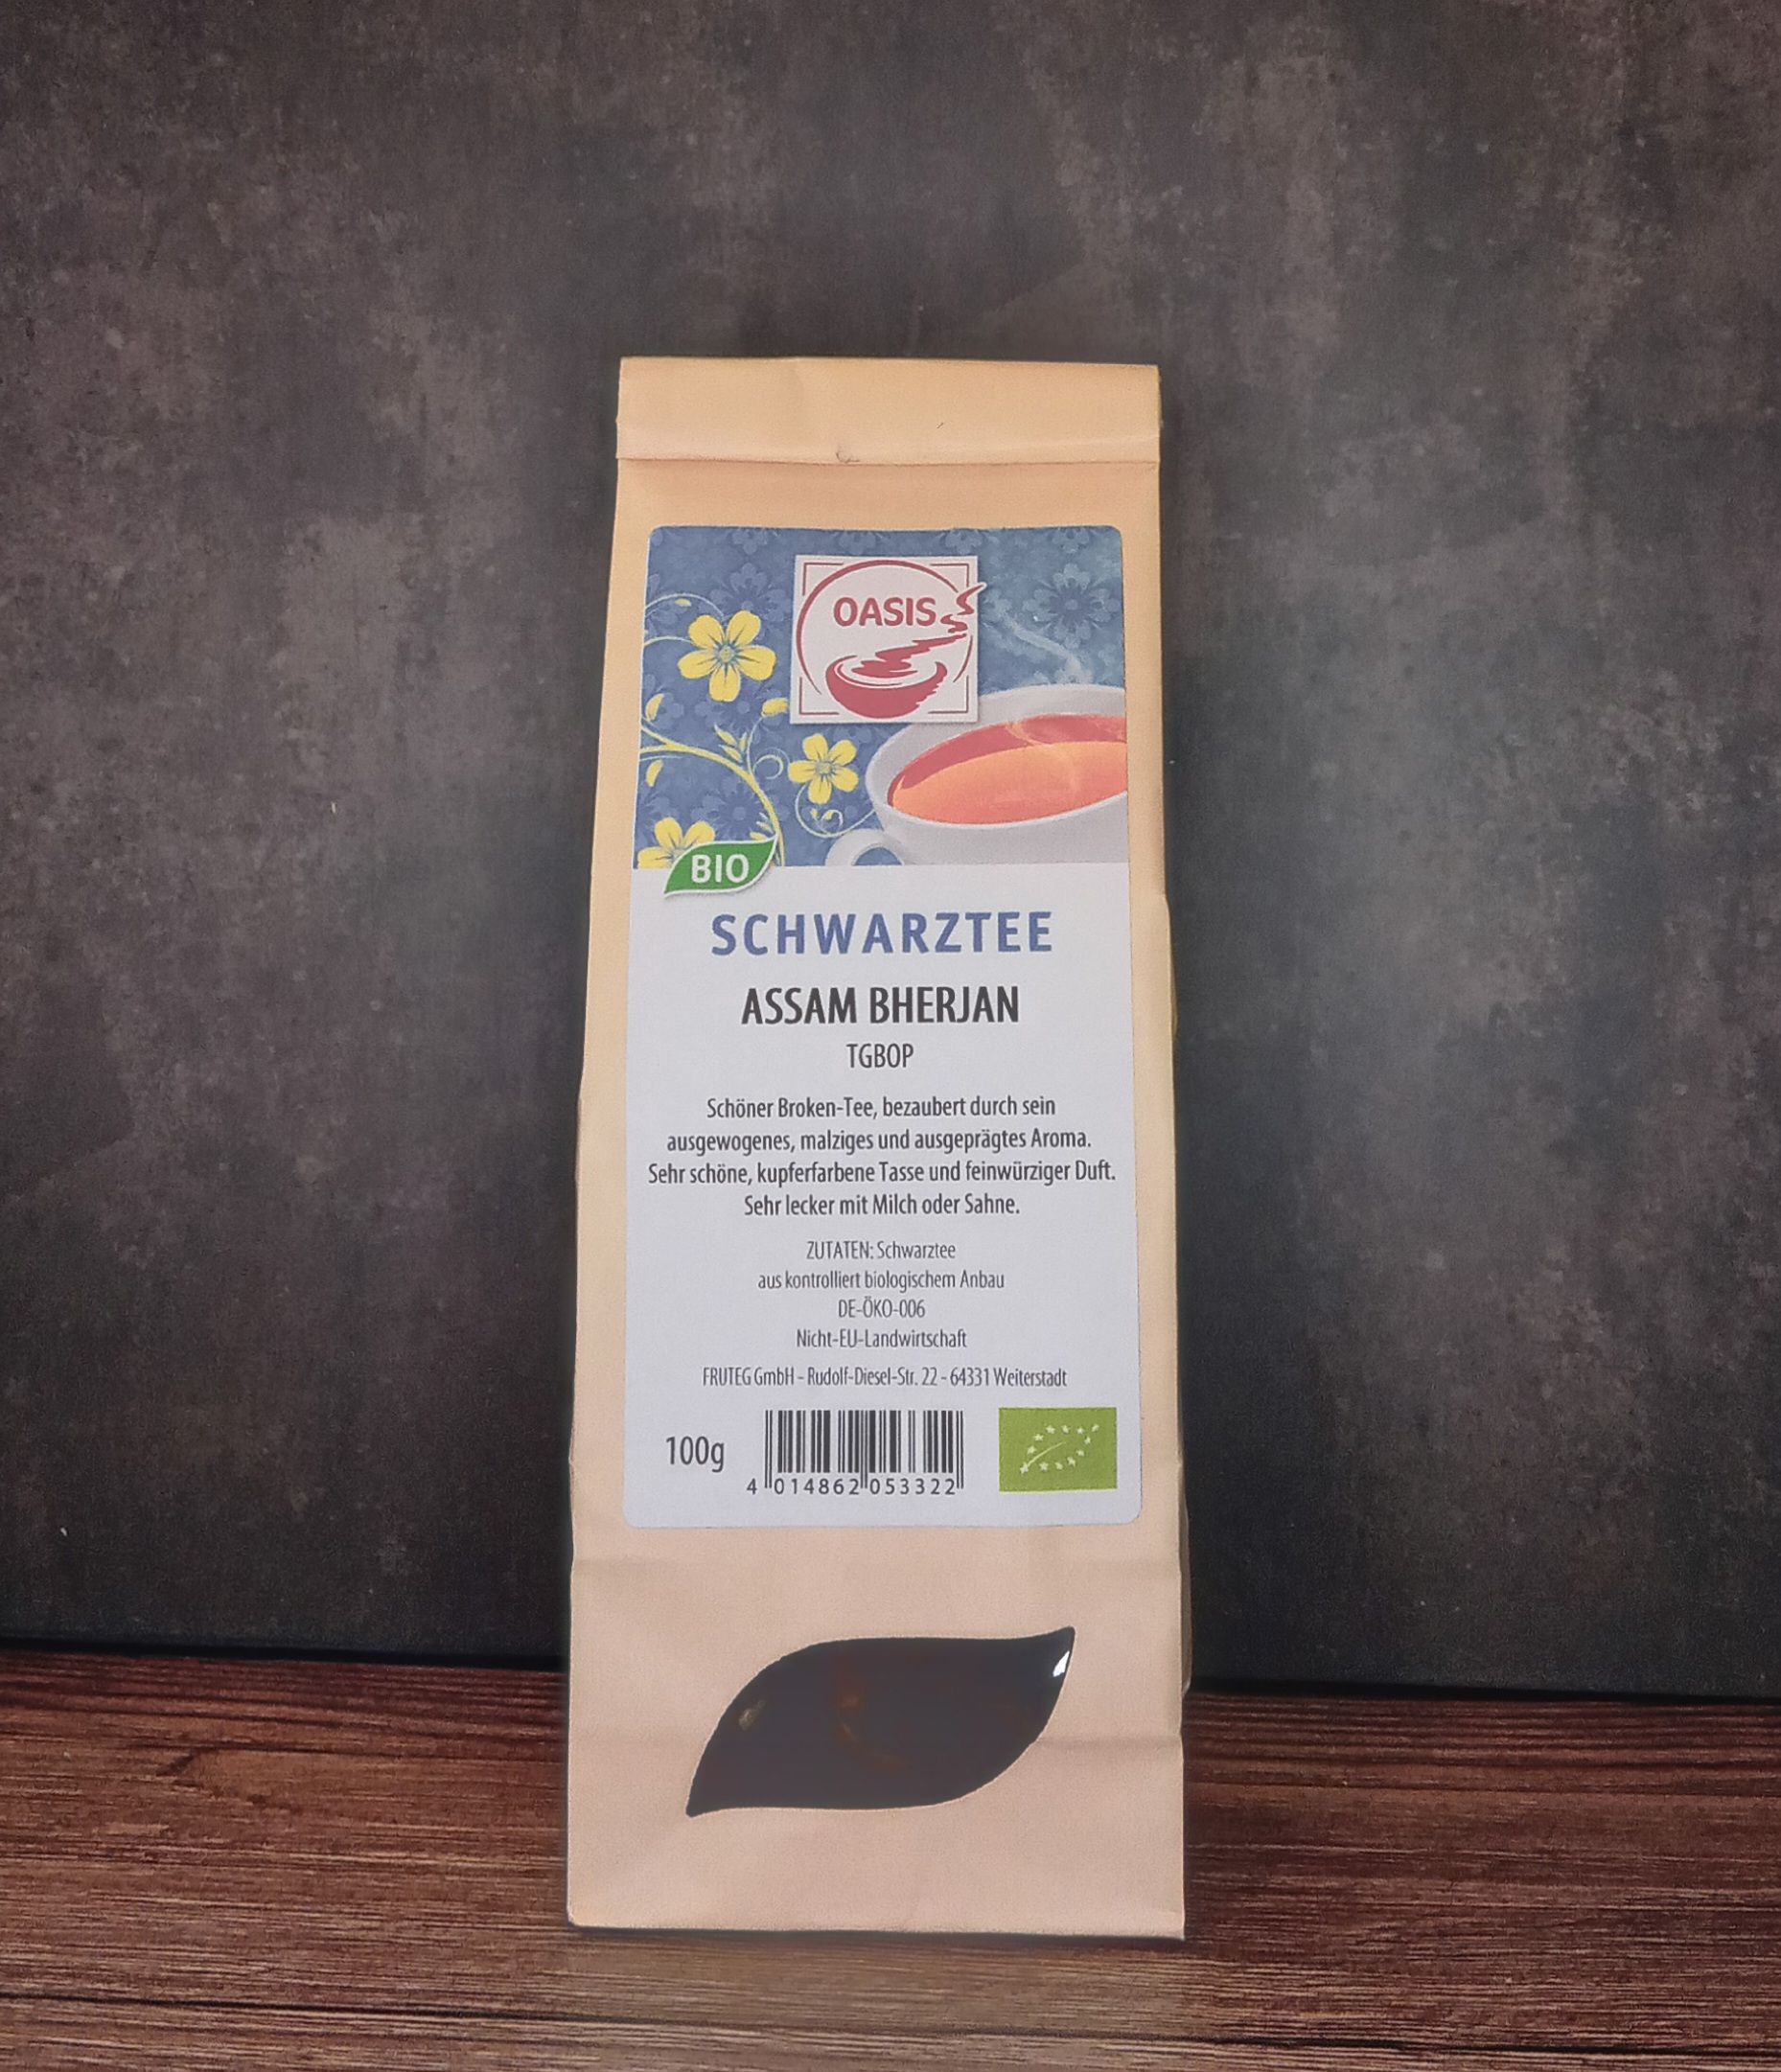 OASIS
BIO
SCHWARZTEE
ASSAM BHERJAN
TGBOP
Schöner Broken-Tee, bezaubert durch sein
ausgewogenes, malziges und ausgeprägtes Aroma.
Sehr schöne, kupferfarbene Tasse und feinwürziger Duft.
Sehr lecker mit Milch oder Sahne.
ZUTATEN: Schwarztee
aus kontrolliert biologischem Anbau
DE-ÖKO-006
Nicht-EU-Landwirtschaft
FRUTEG GmbH - Rudolf-Diesel-Str. 22 - 64331 Weiterstadt
100g
4 014862 053322